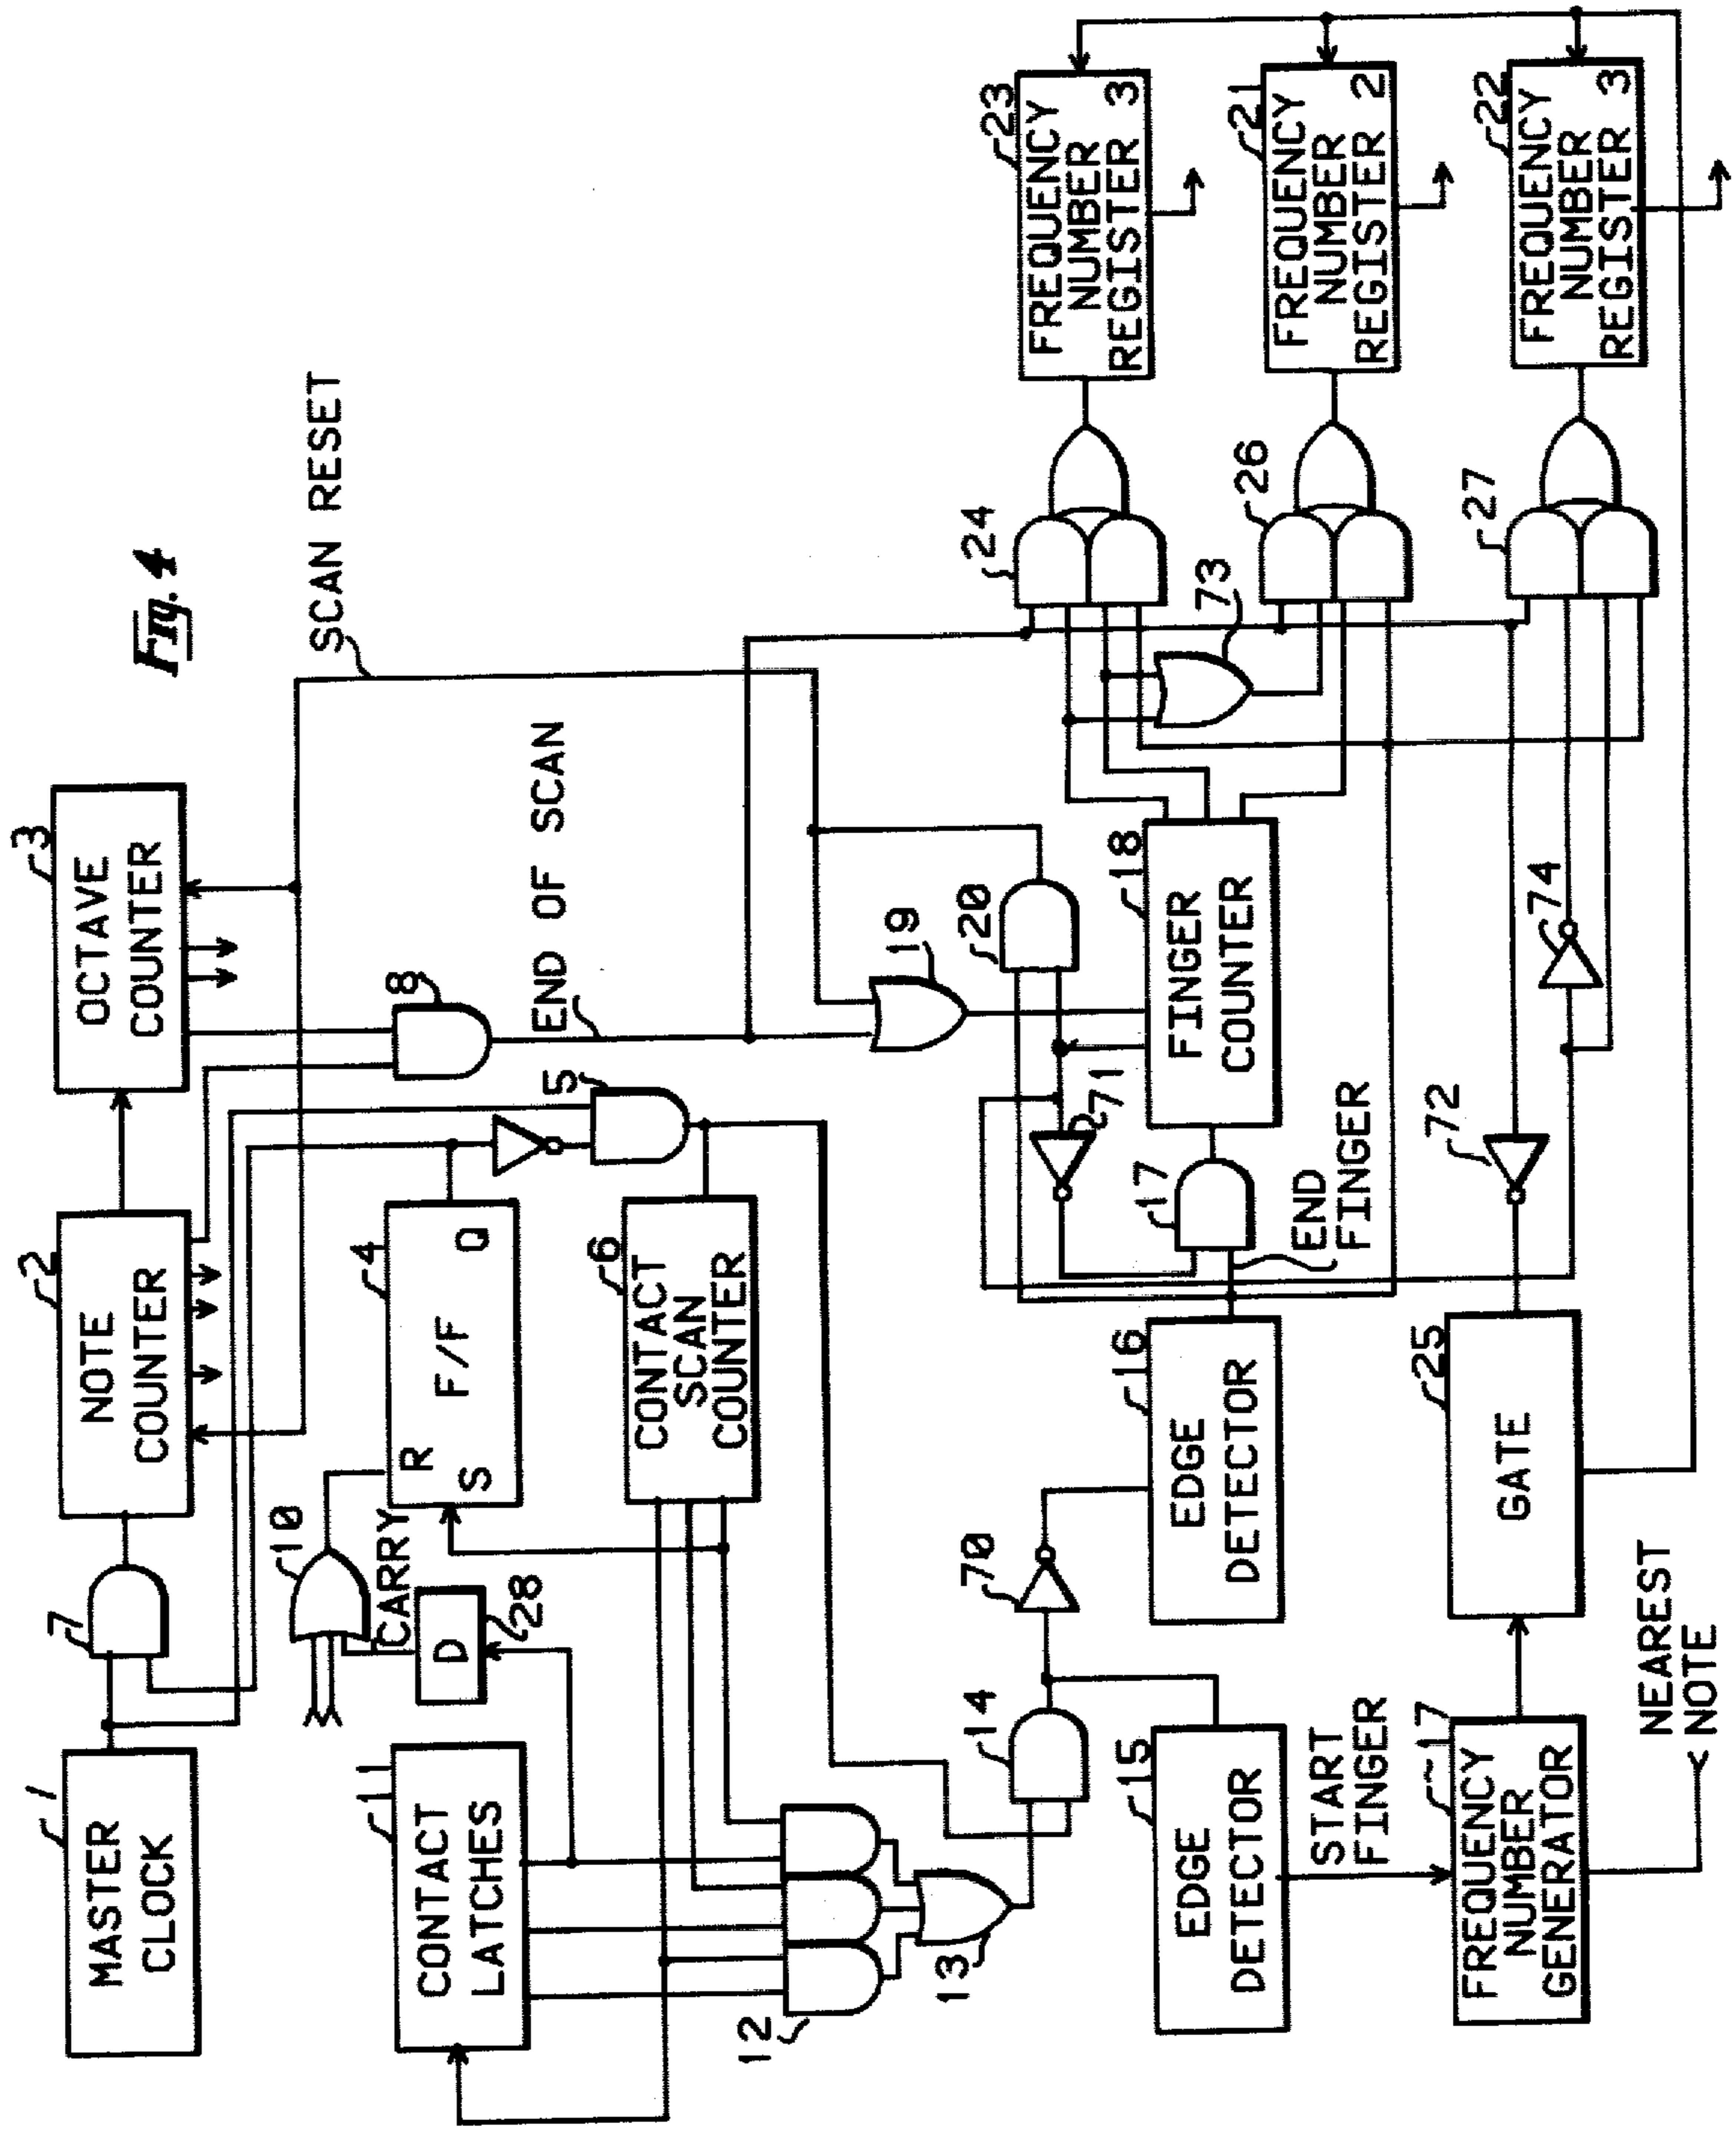 Fig. 4
MASTER
CLOCK
1
7
NOTE
COUNTER
2
OCTAVE
COUNTER
3
SCAN RESET
10
CARRY
D
28
R
S
F/F
Q
4
8
5
END OF SCAN
CONTACT
LATCHES
11
CONTACT
SCAN
COUNTER
6
12
13
14
70
19
20
71
17
END
FINGER
EDGE
DETECTOR
15
EDGE
DETECTOR
16
FINGER
COUNTER
18
START
FINGER
24
73
26
27
72
74
FREQUENCY
NUMBER
GENERATOR
17
GATE
25
NEAREST
NOTE
FREQUENCY
NUMBER
REGISTER 3
23
FREQUENCY
NUMBER
REGISTER 2
21
FREQUENCY
NUMBER
REGISTER 3
22